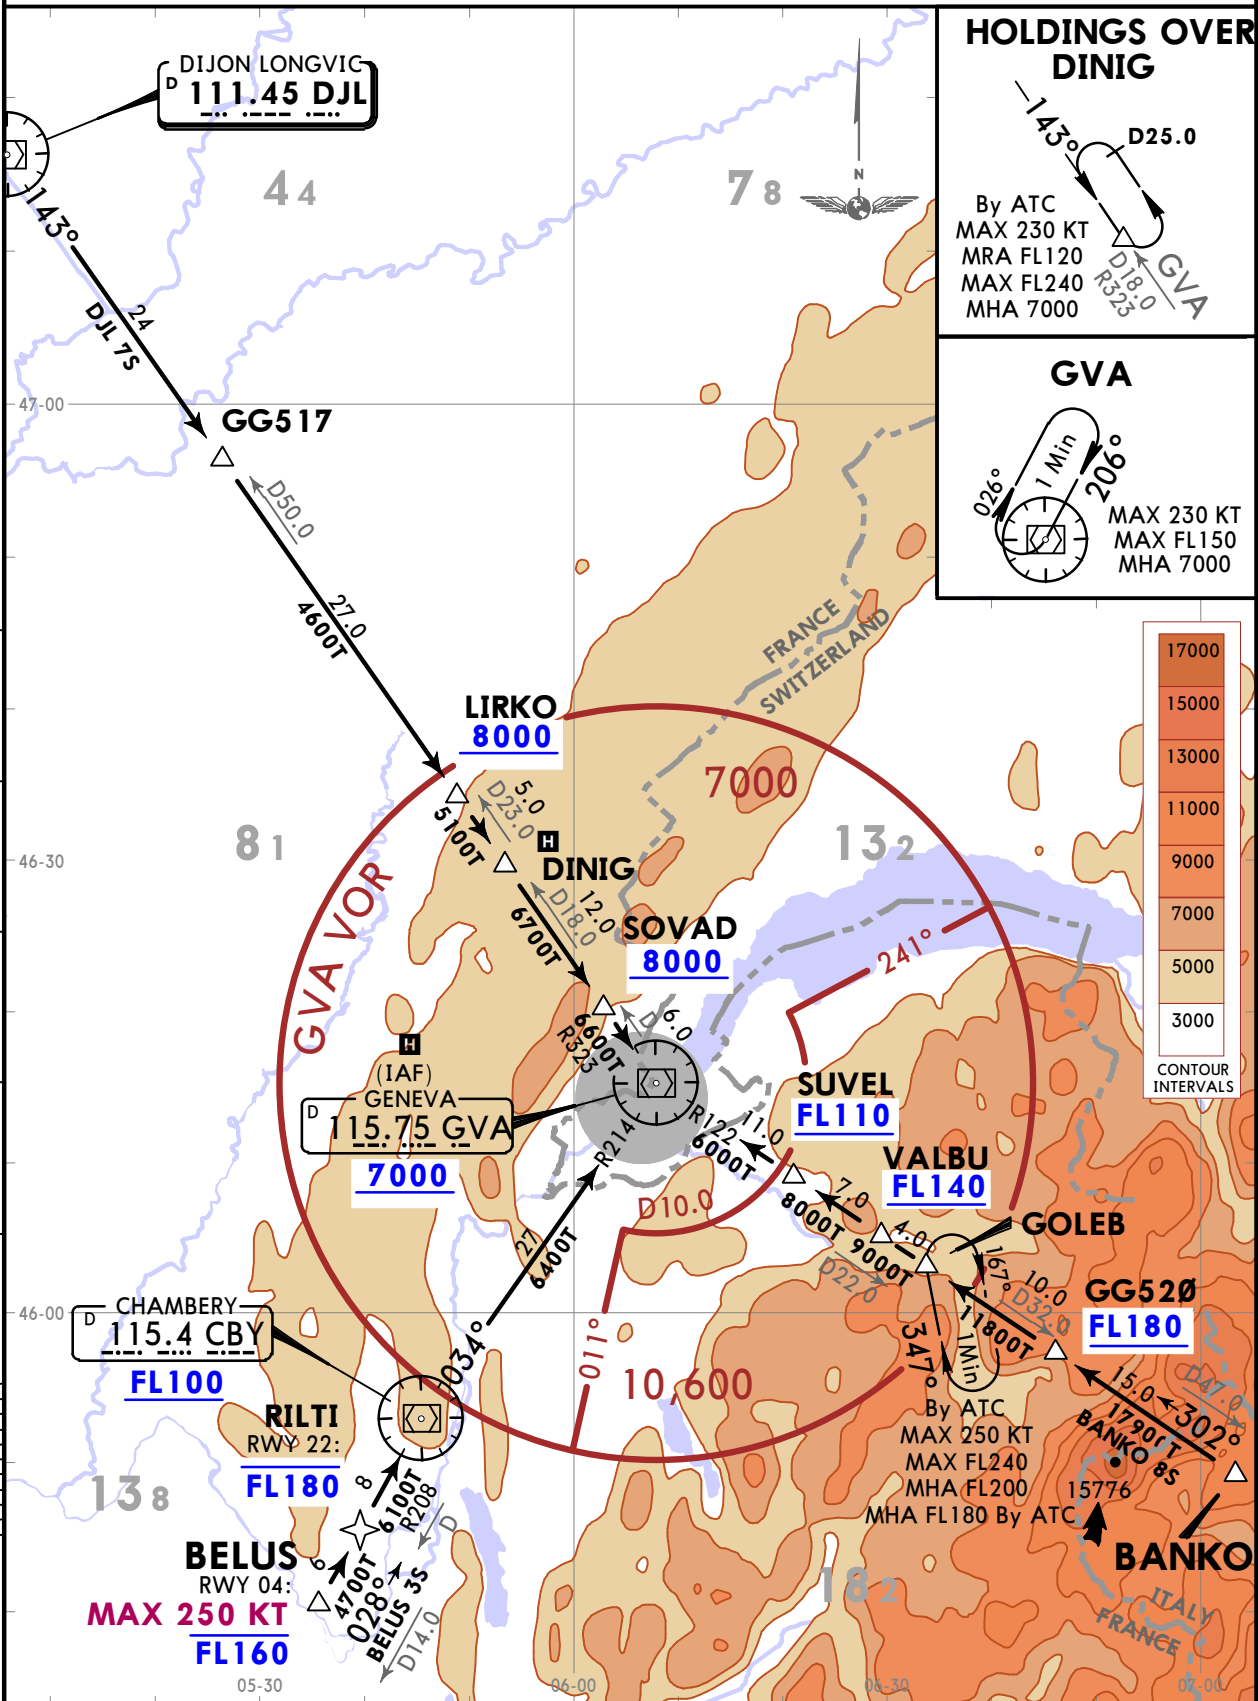 DIJON LONGVIC
D 111.45 DJL
44
78
N
HOLDINGS OVER
DINIG
143°
D25.0
By ATC
MAX 230 KT
MRA FL120
MAX FL240
MHA 7000
D18.0
R323
GVA
GVA
1 Min
026°
206°
MAX 230 KT
MAX FL150
MHA 7000
143°
24
DJL 7S
47-00
GG517
D50.0
27.0
4600T
FRANCE
SWITZERLAND
17000
15000
13000
11000
9000
7000
5000
3000
CONTOUR
INTERVALS
LIRKO
8000
7000
5.0
D23.0
5100T
H
DINIG
81
132
46-30
GVA VOR
D18.0
12.0
6700T
SOVAD
8000
241°
D
6.0
6600T
R323
H
(IAF)
GENEVA
D 115.75 GVA
7000
SUVEL
FL110
R122
11.0
6000T
R214
VALBU
FL140
7.0
8000T
D10.0
4.0
9000T
D22.0
GOLEB
167°
10.0
D32.0
11800T
GG520
FL180
27
6400T
46-00
CHAMBERY
D 115.4 CBY
FL100
034°
011°
10,600
347°
1Min
By ATC
MAX 250 KT
MAX FL240
MHA FL200
MHA FL180 By ATC
15.0
302°
D47.0
BANKO 8S
15776
BANKO
RILTI
RWY 22:
FL180
138
8
6100T
R208
D
BELUS
RWY 04:
MAX 250 KT
FL160
4700T
028°
BELUS 3S
D14.0
182
ITALY
FRANCE
05-30
06-00
06-30
07-00